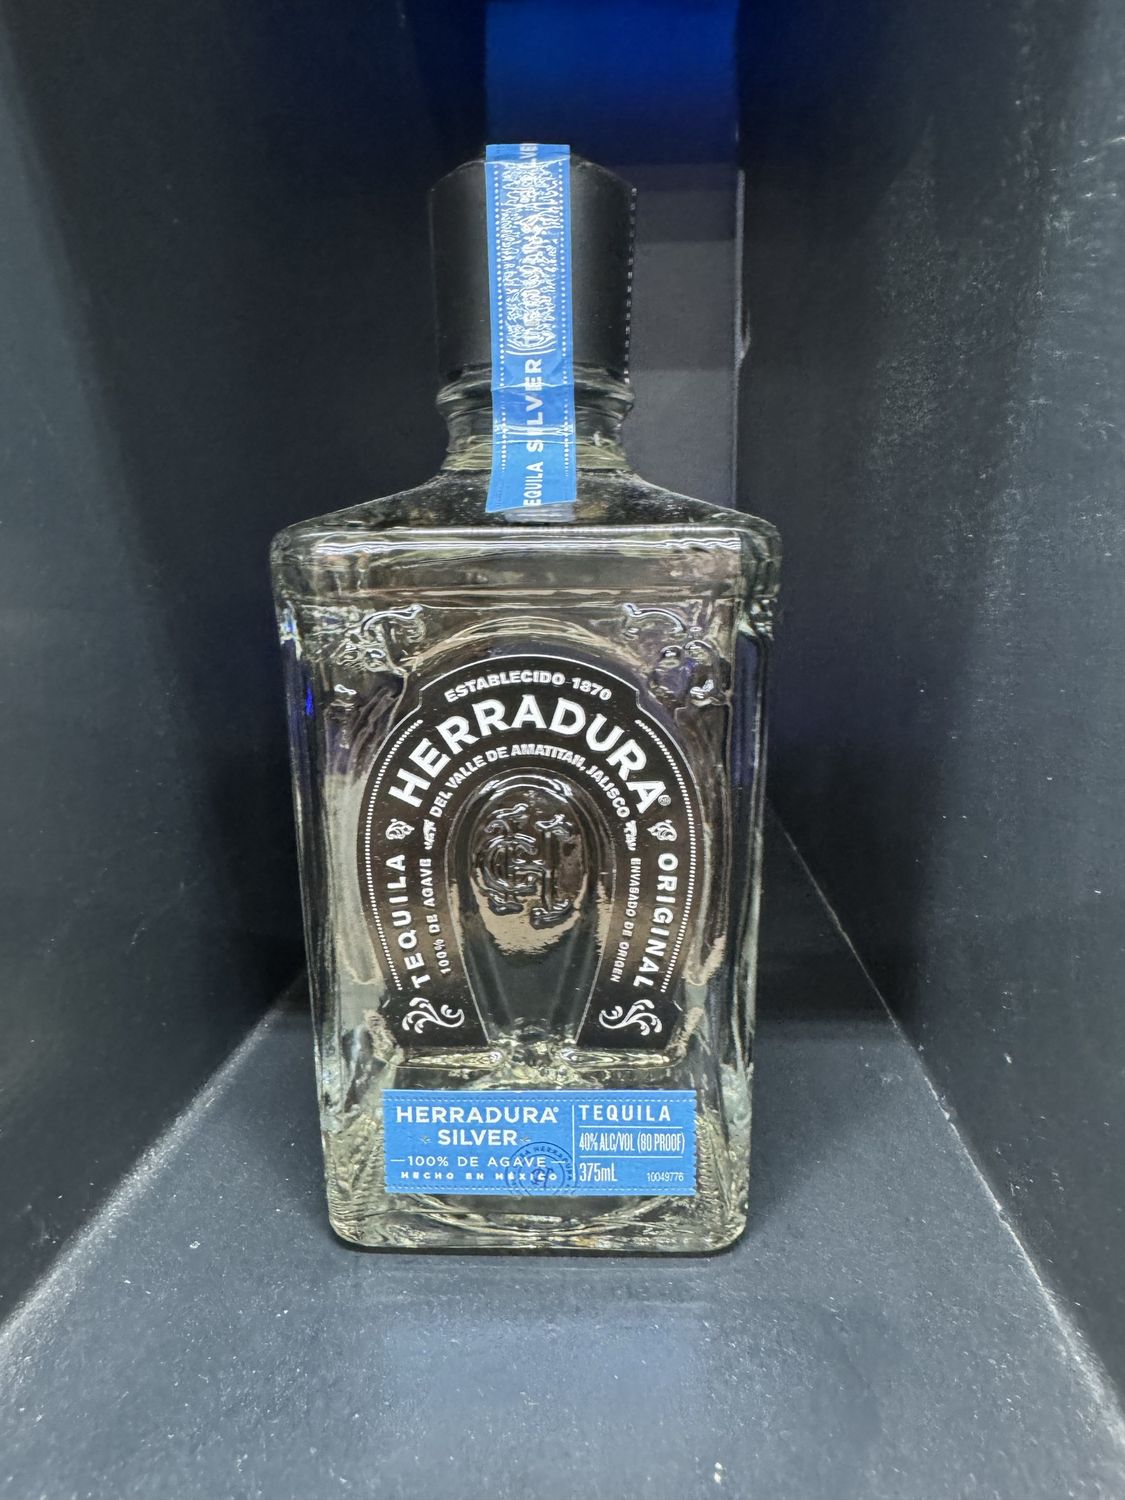 TEQUILA SILVER
ESTABLECIDO 1870
HERRADURA®
DEL VALLE DE AMATITAN, JALISCO
TEQUILA
ORIGINAL
100% DE AGAVE
ENVASADO DE ORIGEN
HERRADURA®
SILVER
100% DE AGAVE
HECHO EN MÉXICO
TEQUILA
40% ALC/VOL (80 PROOF)
375mL
10049776